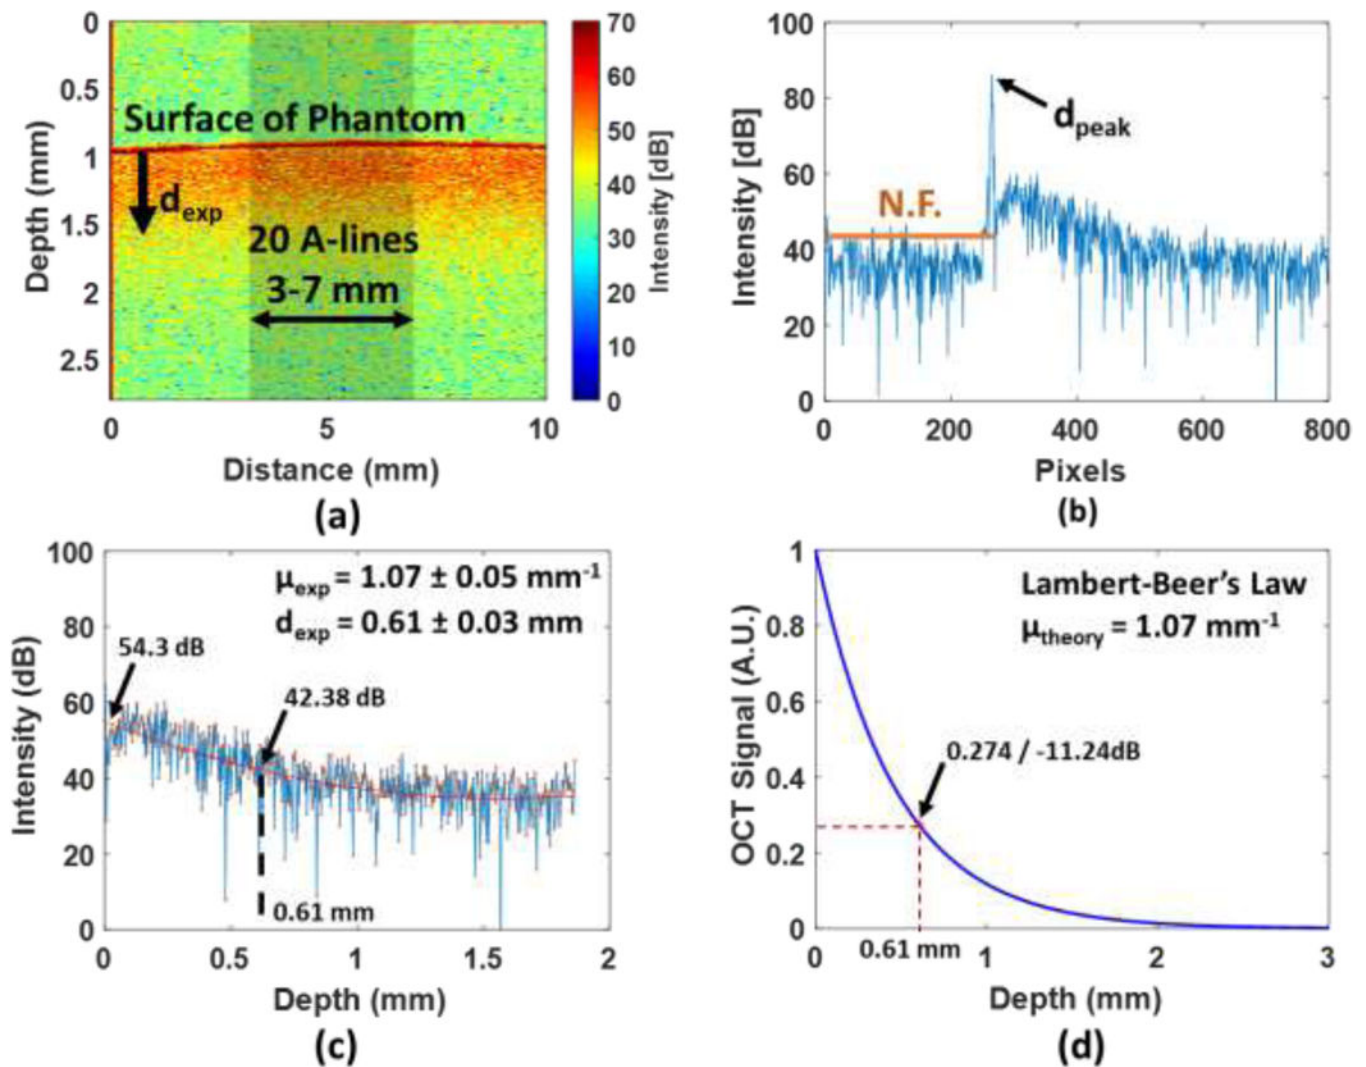 0
0.5
1
1.5
2
2.5
Depth (mm)
Surface of Phantom
d_exp
20 A-lines
3-7 mm
0
5
10
Distance (mm)
70
60
50
40
30
20
10
0
Intensity [dB]
(a)
100
80
60
40
20
0
Intensity [dB]
d_peak
N.F.
0
200
400
600
800
Pixels
(b)
100
80
60
40
20
0
Intensity (dB)
μ_exp = 1.07 ± 0.05 mm⁻¹
d_exp = 0.61 ± 0.03 mm
54.3 dB
42.38 dB
0.61 mm
0
0.5
1
1.5
2
Depth (mm)
(c)
1
0.8
0.6
0.4
0.2
0
OCT Signal (A.U.)
Lambert-Beer's Law
μ_theory = 1.07 mm⁻¹
0.274 / -11.24dB
0.61 mm
0
1
2
3
Depth (mm)
(d)